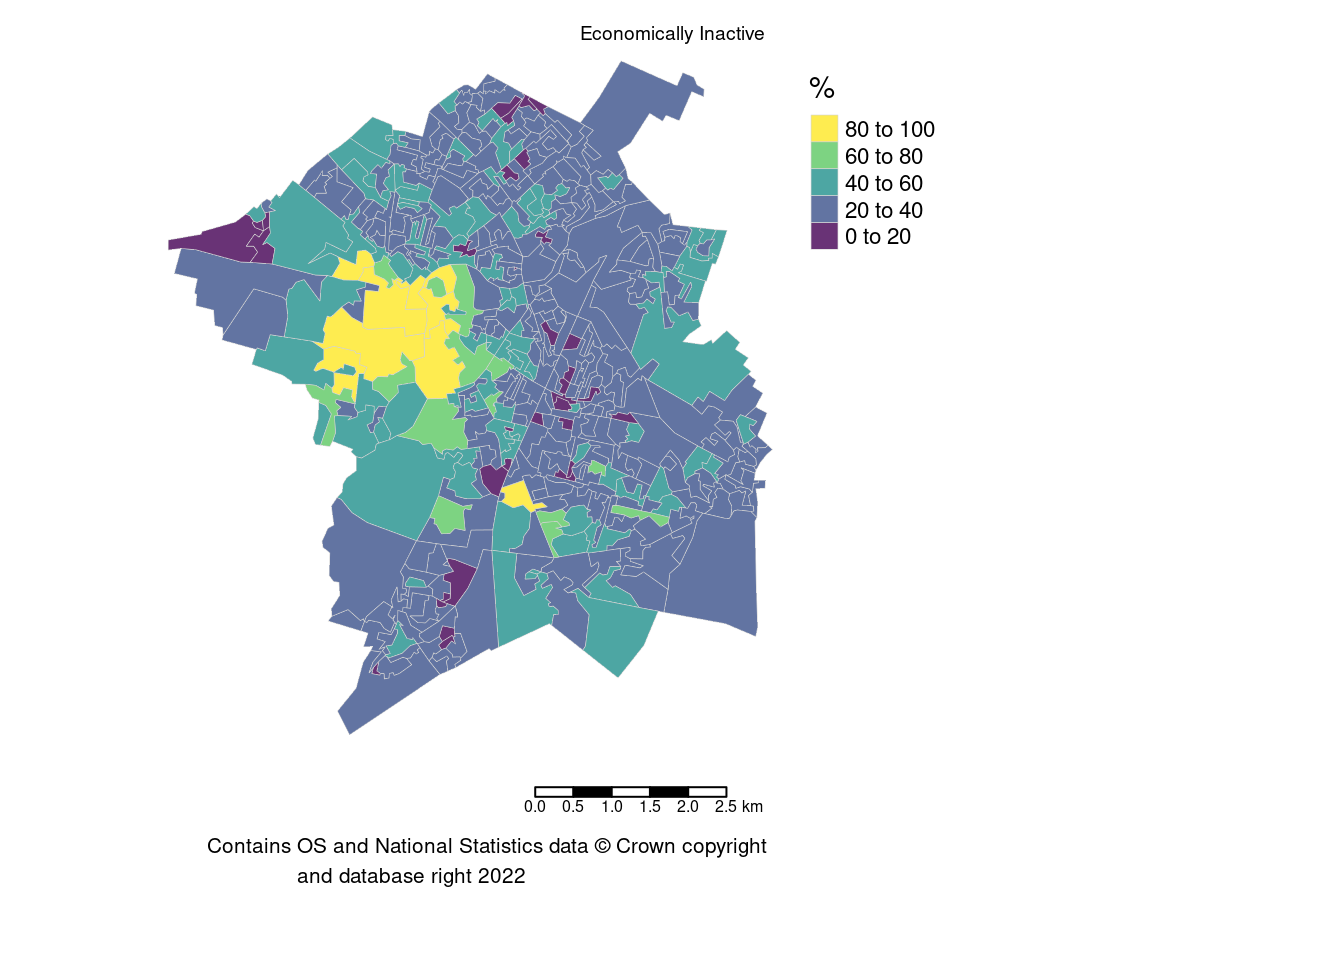 Economically Inactive
%
80 to 100
60 to 80
40 to 60
20 to 40
0 to 20
0.0 0.5 1.0 1.5 2.0 2.5 km
Contains OS and National Statistics data © Crown copyright
and database right 2022